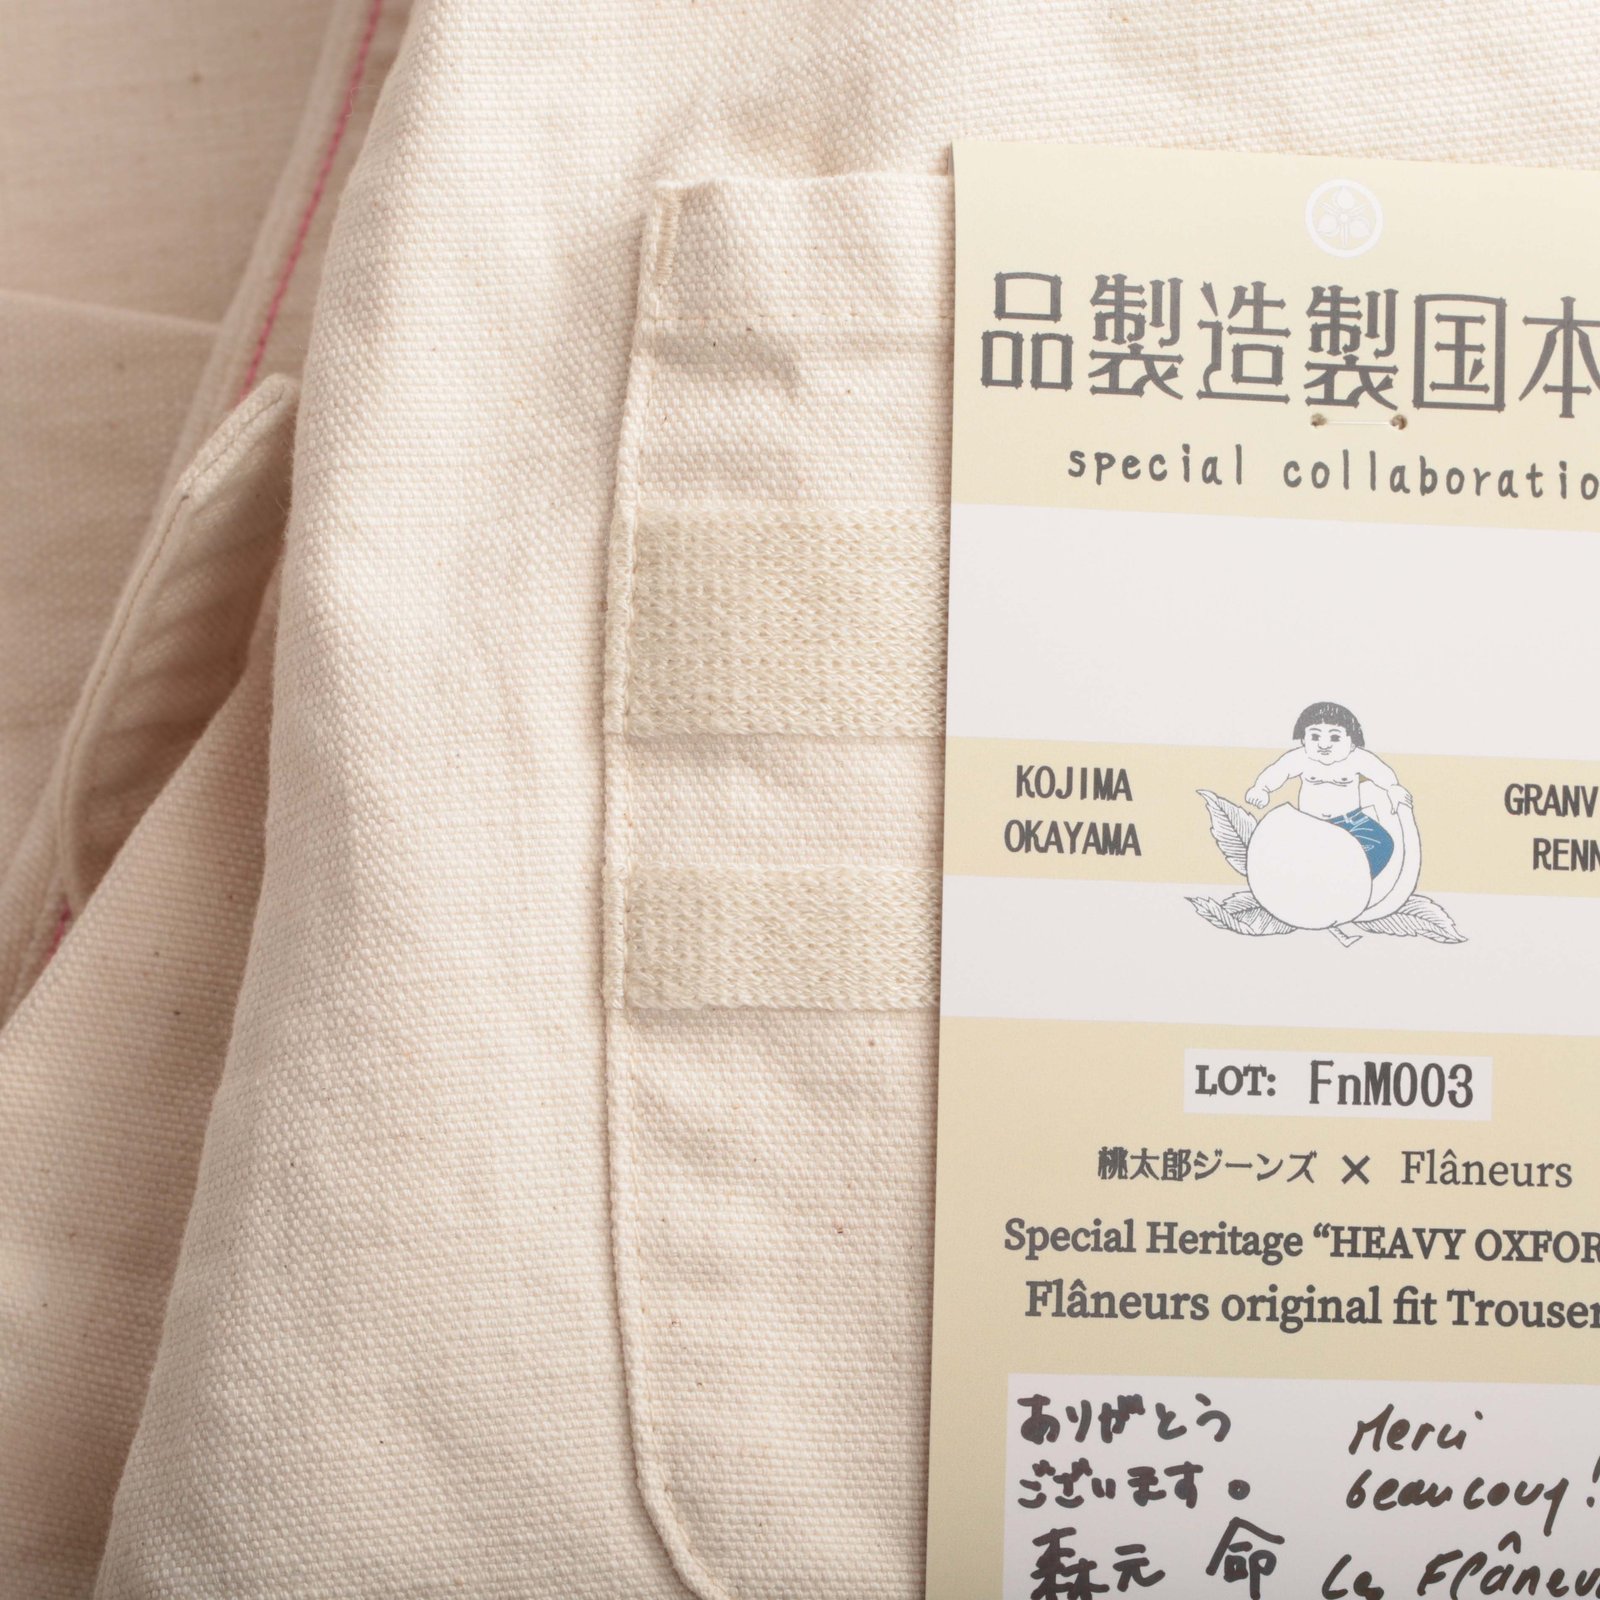 品製造製国本
special collaboratio
KOJIMA
OKAYAMA
GRANV
RENN
LOT: FnM003
桃太郎ジーンズ × Flâneurs
Special Heritage “HEAVY OXFOR
Flâneurs original fit Trouser
ありがとう
ございます。
森元 命
Merci
beaucoup!
Les Flâneu